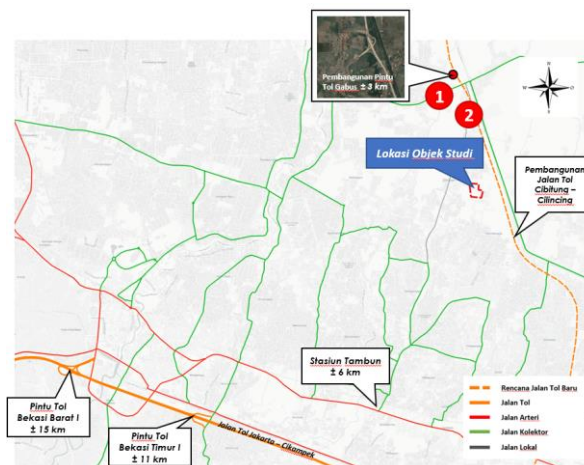 Pembangunan Pintu
Tol Gabus ± 3 km
1
2
Lokasi Objek Studi
Pembangunan
Jalan Tol
Cibitung –
Cilincing
Stasiun Tambun
± 6 km
Pintu Tol
Bekasi Barat I
± 15 km
Pintu Tol
Bekasi Timur I
± 11 km
Jalan Tol Jakarta – Cikampek
Rencana Jalan Tol Baru
Jalan Tol
Jalan Arteri
Jalan Kolektor
Jalan Lokal